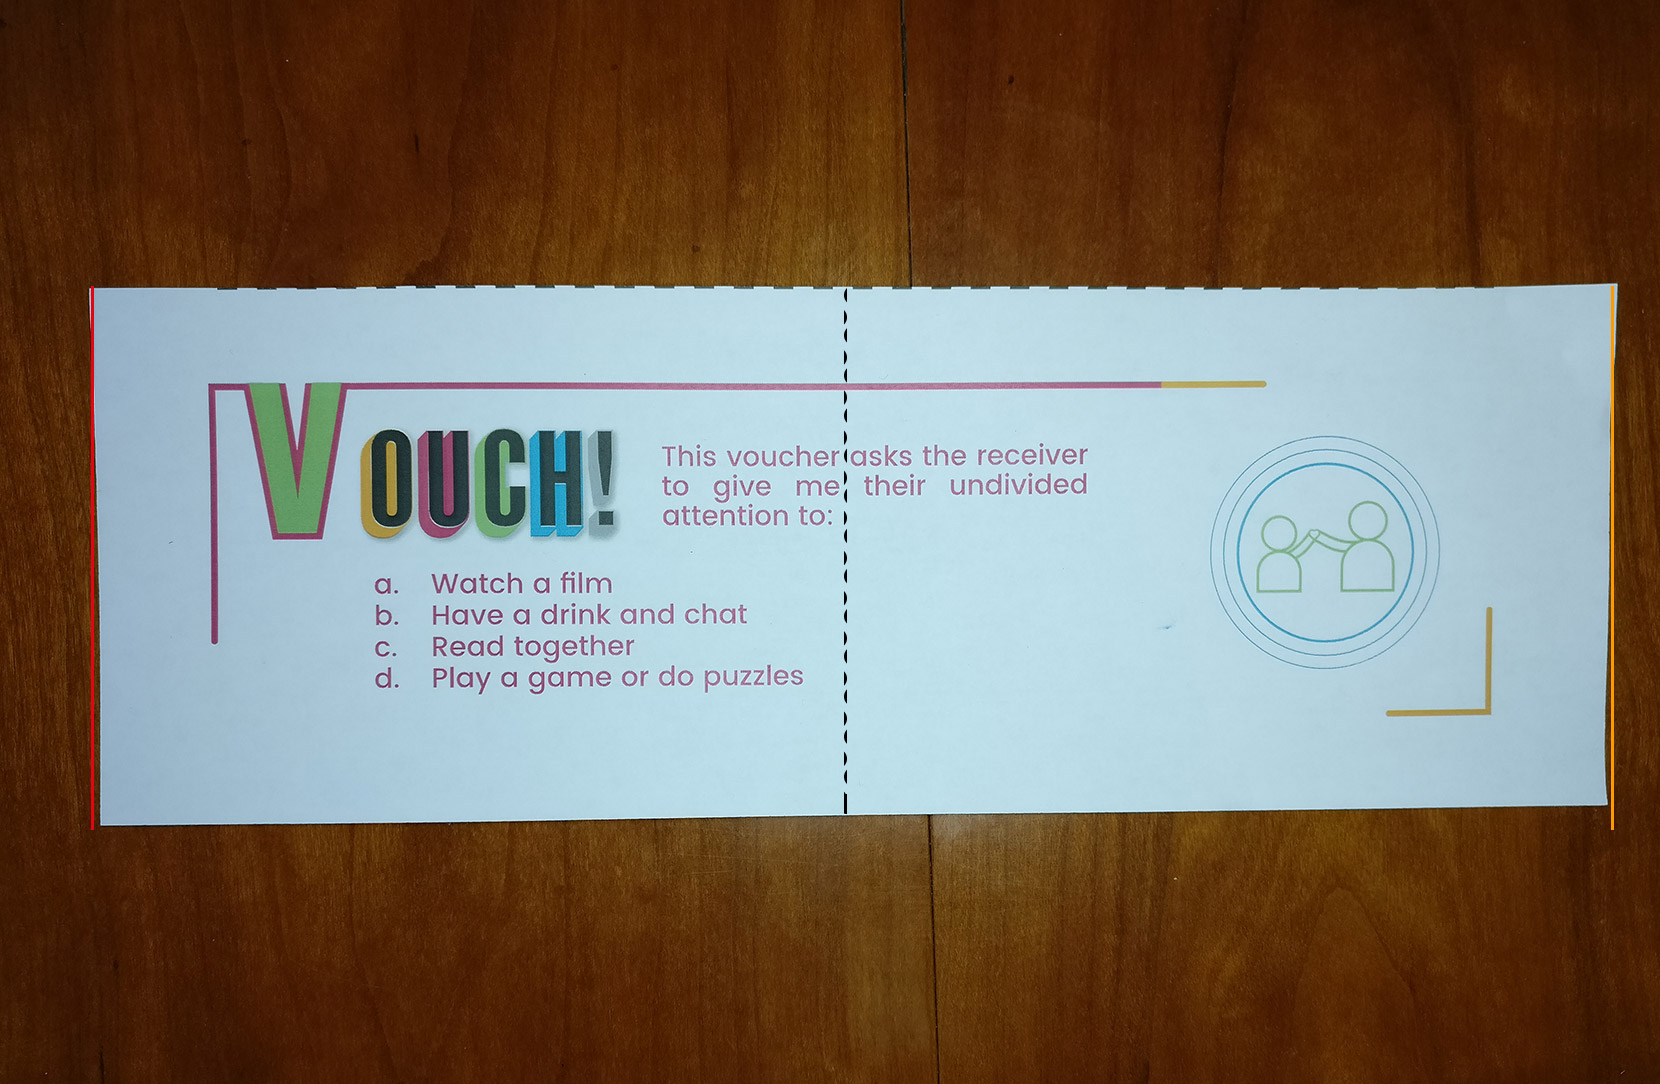 VOUCH!
This voucher asks the receiver
to give me their undivided
attention to:
a. Watch a film
b. Have a drink and chat
c. Read together
d. Play a game or do puzzles